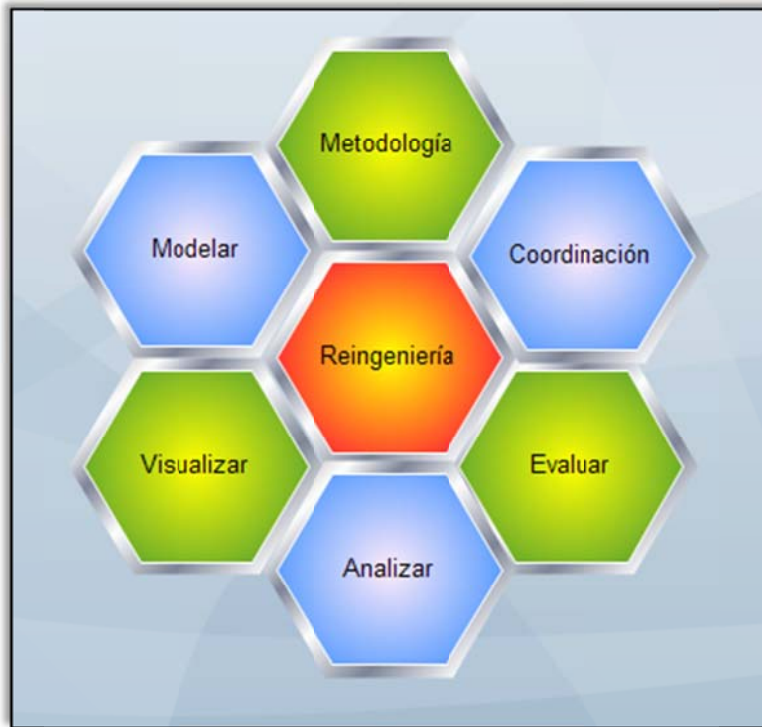 Metodología
Modelar
Coordinación
Reingeniería
Visualizar
Evaluar
Analizar